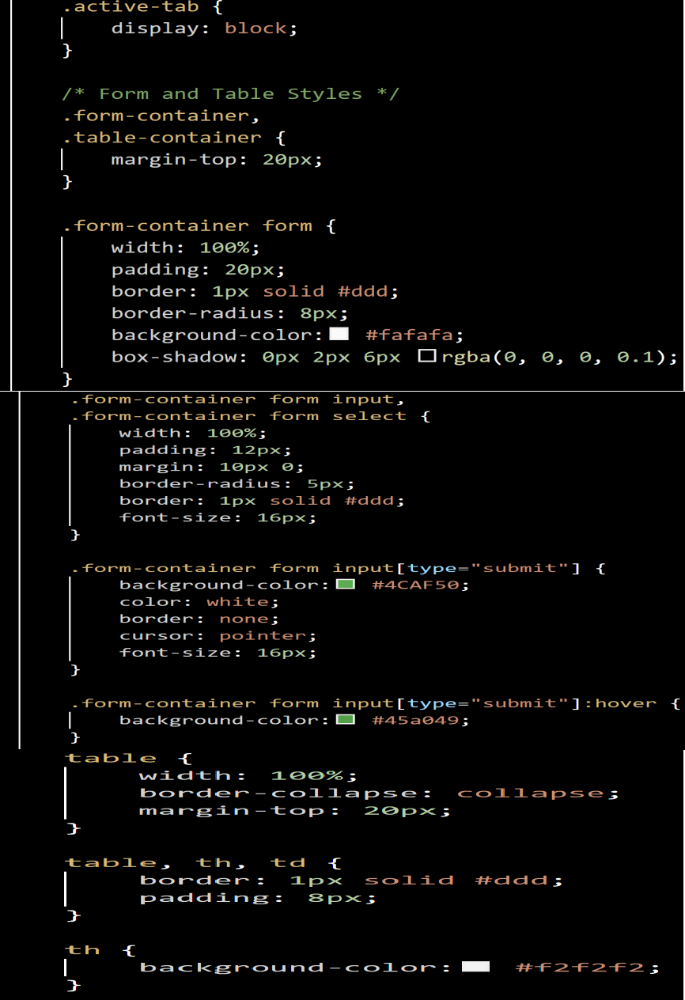 .active-tab {
    display: block;
}

/* Form and Table Styles */
.form-container,
.table-container {
    margin-top: 20px;
}

.form-container form {
    width: 100%;
    padding: 20px;
    border: 1px solid #ddd;
    border-radius: 8px;
    background-color: #fafafa;
    box-shadow: 0px 2px 6px rgba(0, 0, 0, 0.1);
}
.form-container form input,
.form-container form select {
    width: 100%;
    padding: 12px;
    margin: 10px 0;
    border-radius: 5px;
    border: 1px solid #ddd;
    font-size: 16px;
}

.form-container form input[type="submit"] {
    background-color: #4CAF50;
    color: white;
    border: none;
    cursor: pointer;
    font-size: 16px;
}

.form-container form input[type="submit"]:hover {
    background-color: #45a049;
}
table {
    width: 100%;
    border-collapse: collapse;
    margin-top: 20px;
}

table, th, td {
    border: 1px solid #ddd;
    padding: 8px;
}

th {
    background-color: #f2f2f2;
}